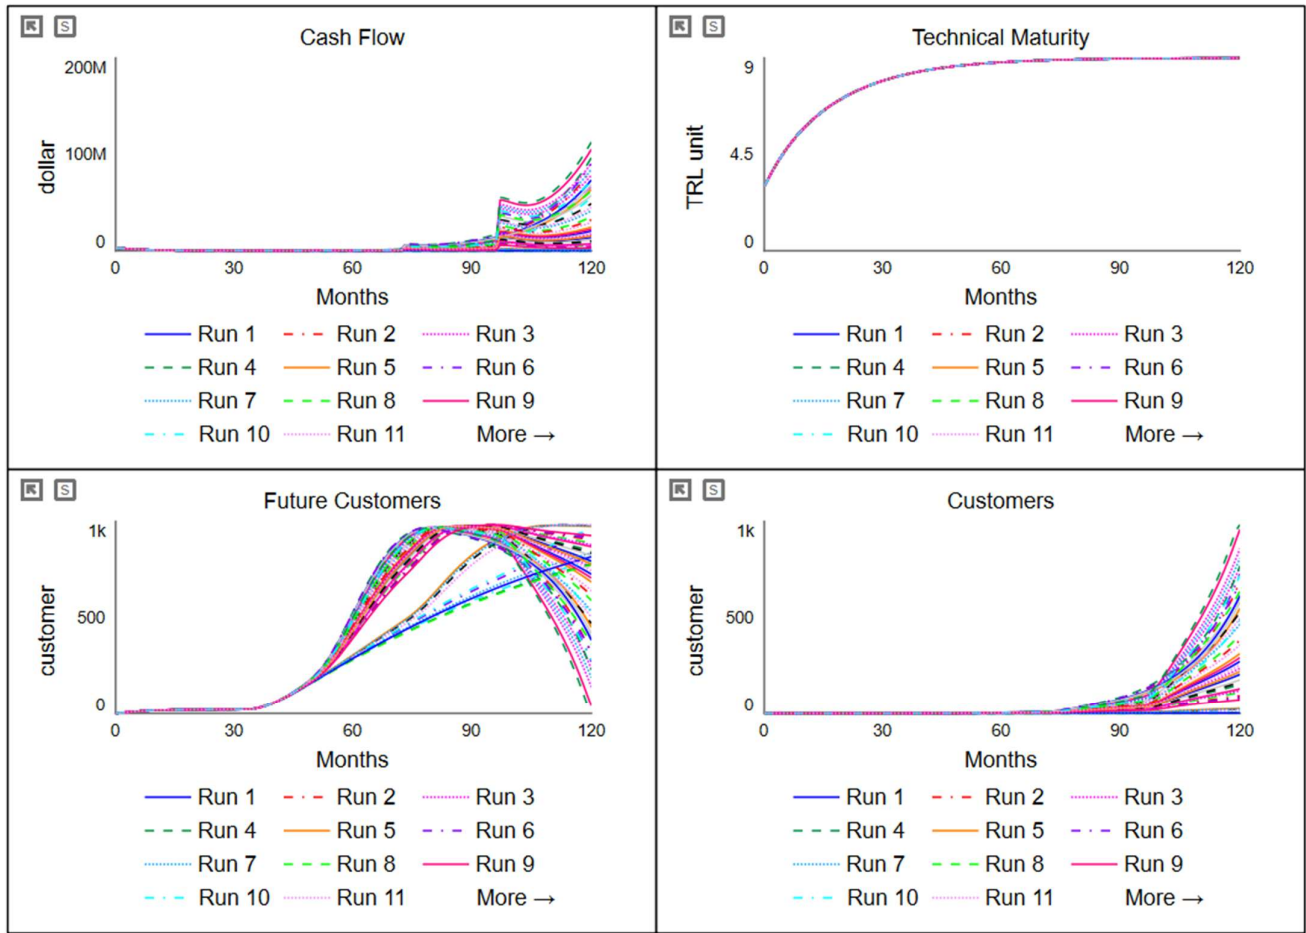 S
Cash Flow
200M
100M
0
dollar
0 30 60 90 120
Months
Run 1 Run 2 Run 3
Run 4 Run 5 Run 6
Run 7 Run 8 Run 9
Run 10 Run 11 More →
S
Technical Maturity
9
4.5
0
TRL unit
0 30 60 90 120
Months
Run 1 Run 2 Run 3
Run 4 Run 5 Run 6
Run 7 Run 8 Run 9
Run 10 Run 11 More →
S
Future Customers
1k
500
0
customer
0 30 60 90 120
Months
Run 1 Run 2 Run 3
Run 4 Run 5 Run 6
Run 7 Run 8 Run 9
Run 10 Run 11 More →
S
Customers
1k
500
0
customer
0 30 60 90 120
Months
Run 1 Run 2 Run 3
Run 4 Run 5 Run 6
Run 7 Run 8 Run 9
Run 10 Run 11 More →